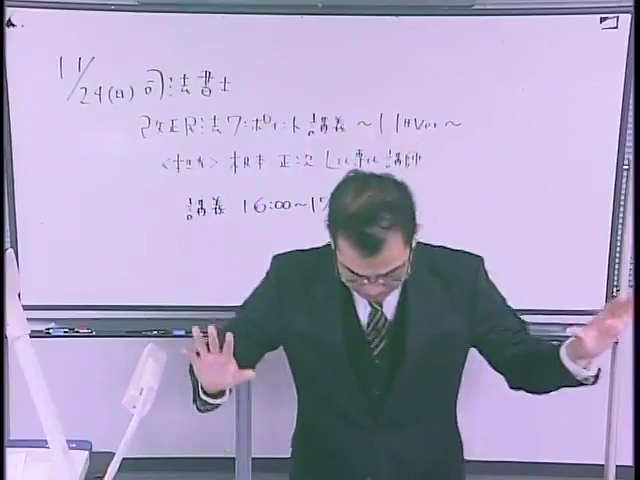 11/24(日) 司法書士
改正民法ワンポイント講義 ~11月ver~
<担当> 根本 正次 LEC専任講師
講義 16:00~17